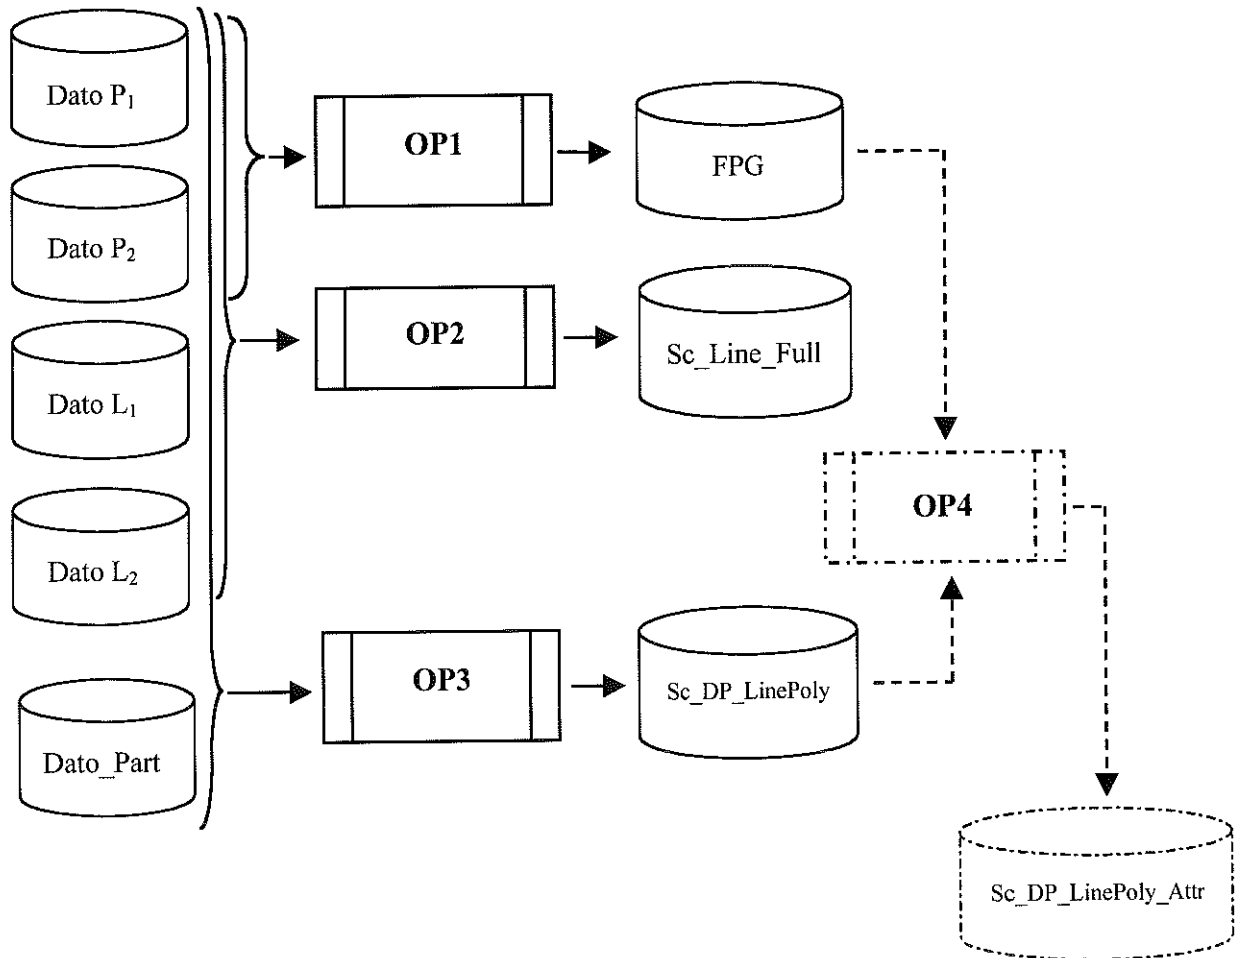 Dato P₁
OP1
FPG
Dato P₂
OP2
Sc_Line_Full
Dato L₁
OP4
Dato L₂
OP3
Sc_DP_LinePoly
Dato_Part
Sc_DP_LinePoly_Attr